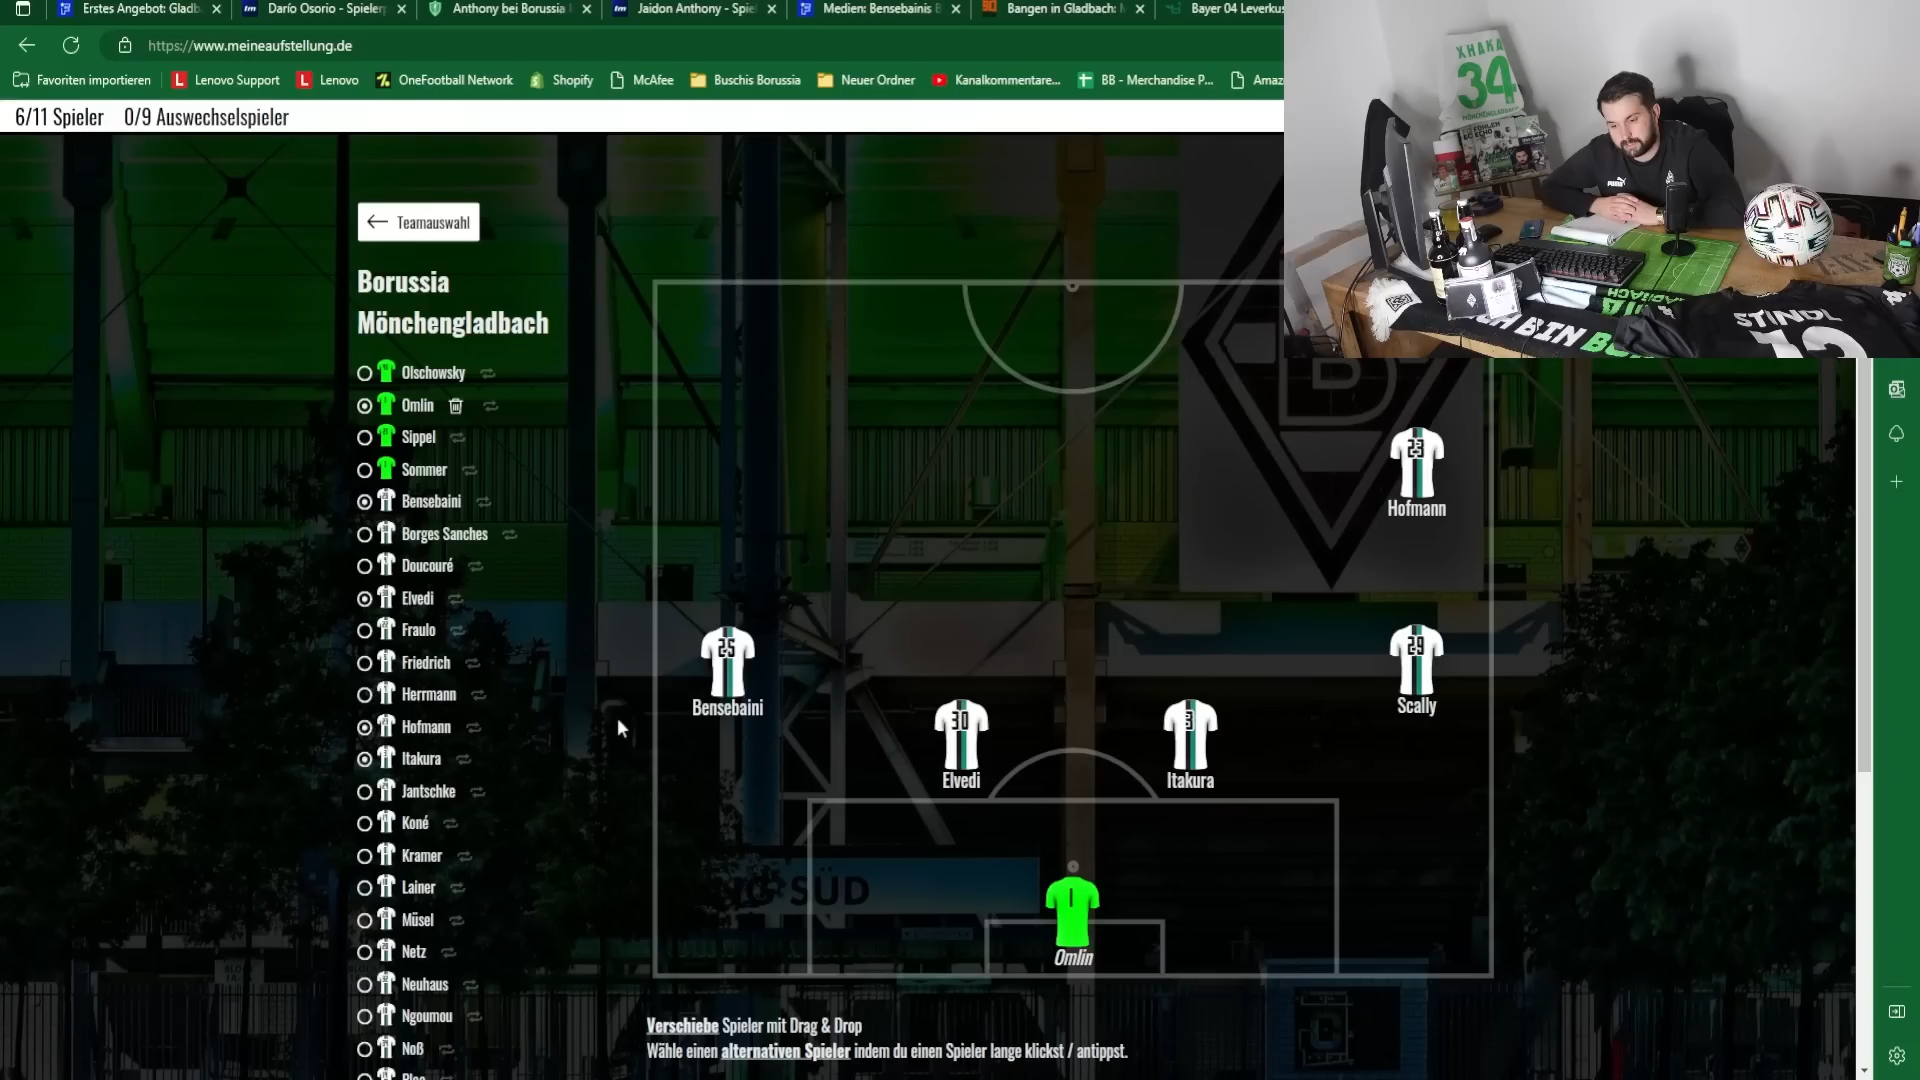 Erstes Angebot: Gladb
Darío Osorio - Spielerp
Anthony bei Borussia
Jaidon Anthony - Spie
Medien: Bensebainis B
Bangen in Gladbach:
Bayer 04 Leverkus
https://www.meineaufstellung.de
Favoriten importieren
Lenovo Support
Lenovo
OneFootball Network
Shopify
McAfee
Buschis Borussia
Neuer Ordner
Kanalkommentare...
BB - Merchandise P...
Amaz
6/11 Spieler
0/9 Auswechselspieler
XHAKA
34
Teamauswahl
Borussia
Mönchengladbach
Olschowsky
Omlin
Sippel
Sommer
Bensebaini
Borges Sanches
Doucouré
Elvedi
Fraulo
Friedrich
Herrmann
Hofmann
Itakura
Jantschke
Koné
Kramer
Lainer
Müsel
Netz
Neuhaus
Ngoumou
Noß
23
Hofmann
25
Bensebaini
29
Scally
30
Elvedi
3
Itakura
1
Omlin
SÜD
STINDL
13
BIN
Verschiebe Spieler mit Drag & Drop
Wähle einen alternativen Spieler indem du einen Spieler lange klickst / antippst.